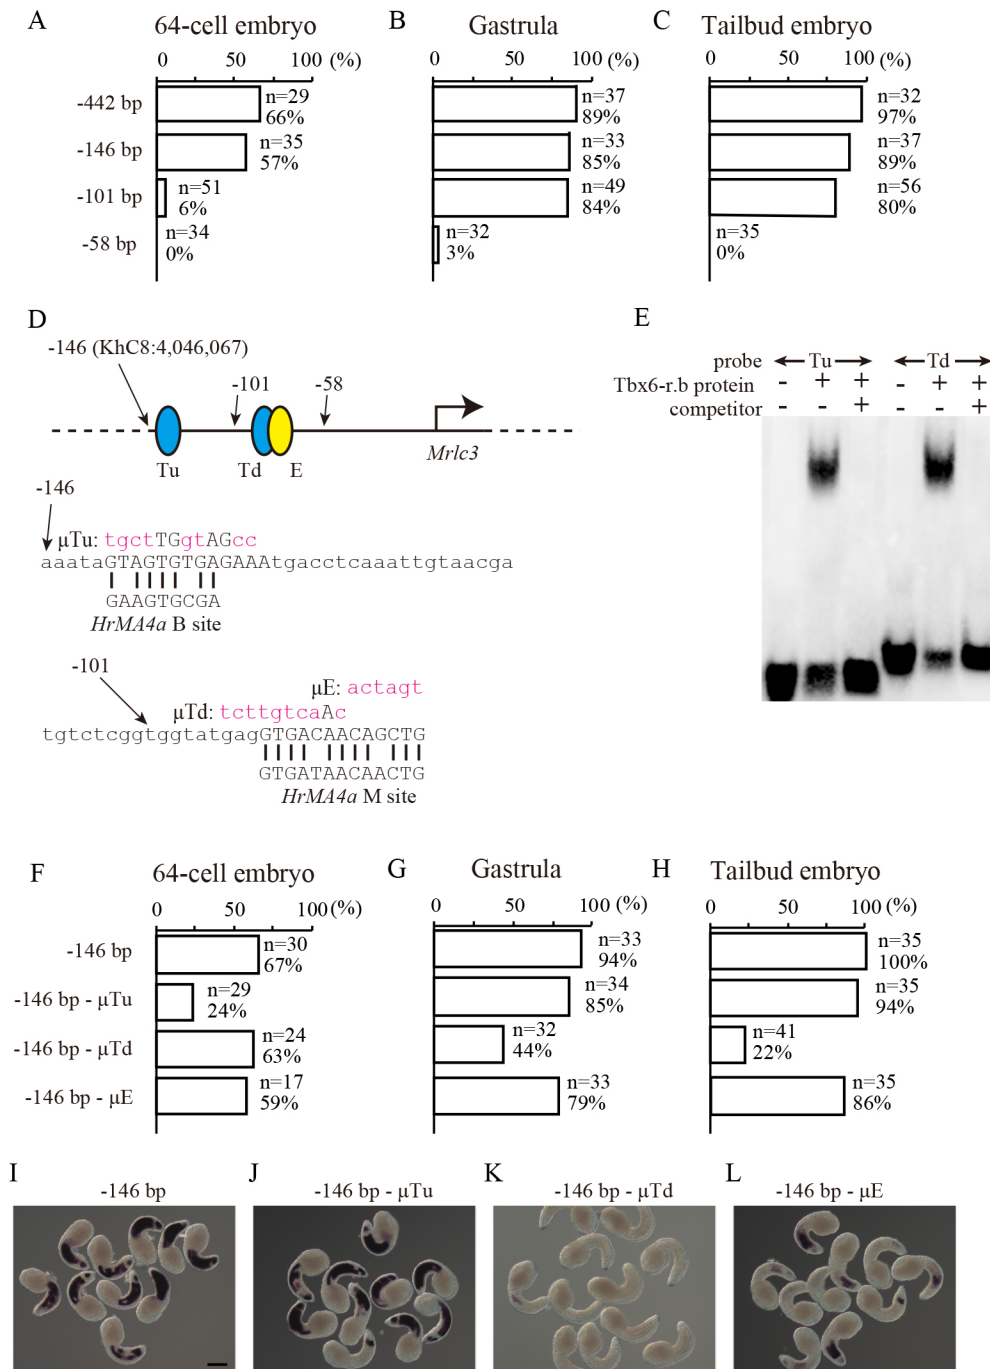 A 64-cell embryo
0 50 100 (%)
-442 bp n=29 66%
-146 bp n=35 57%
-101 bp n=51 6%
-58 bp n=34 0%
B Gastrula
0 50 100 (%)
n=37 89%
n=33 85%
n=49 84%
n=32 3%
C Tailbud embryo
0 50 100 (%)
n=32 97%
n=37 89%
n=56 80%
n=35 0%
D
-146 (KhC8:4,046,067)
-101 -58
Mrlc3
Tu Td E
-146
µTu: tgctTGgtAGcc
aaataGTAGTGTGAGAAAtgacctcaaattgtaacga
GAAGTGCGA
HrMA4a B site
-101
µE: actagt
µTd: tcttgtcaAc
tgtctcggtggtatgagGTGACAACAGCTG
GTGATAACAACTG
HrMA4a M site
E
probe Tu Td
Tbx6-r.b protein - + + - + +
competitor - - + - - +
F 64-cell embryo
0 50 100 (%)
-146 bp n=30 67%
-146 bp - µTu n=29 24%
-146 bp - µTd n=24 63%
-146 bp - µE n=17 59%
G Gastrula
0 50 100 (%)
n=33 94%
n=34 85%
n=32 44%
n=33 79%
H Tailbud embryo
0 50 100 (%)
n=35 100%
n=35 94%
n=41 22%
n=35 86%
I -146 bp
J -146 bp - µTu
K -146 bp - µTd
L -146 bp - µE